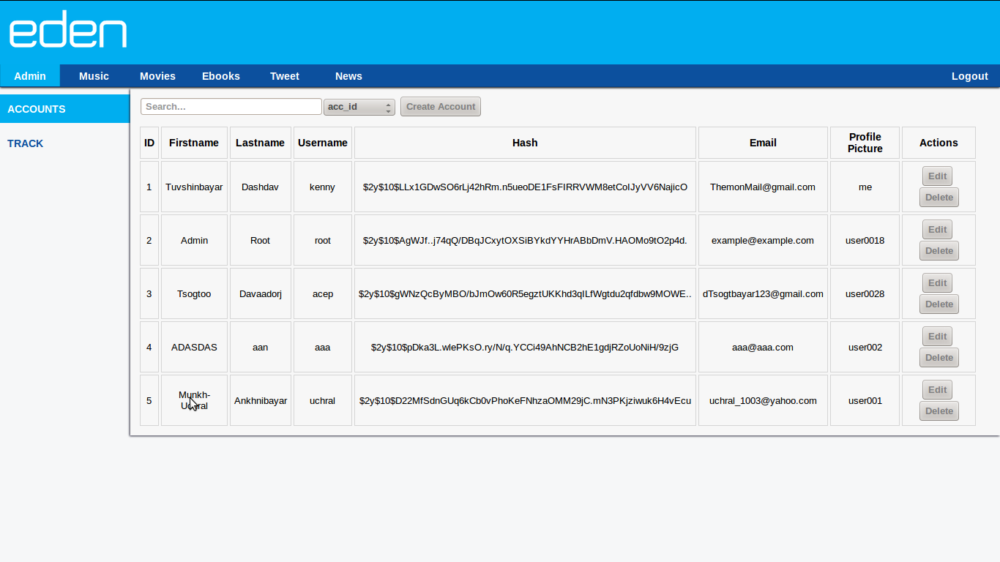 eden
Admin Music Movies Ebooks Tweet News Logout
ACCOUNTS
TRACK
Search... acc_id Create Account
ID Firstname Lastname Username Hash Email Profile Picture Actions
1 Tuvshinbayar Dashdav kenny $2y$10$LLx1GDwSO6rLj42hRm.n5ueoDE1FsFIRRVWM8etCoIJyVV6NajicO ThemonMail@gmail.com me Edit Delete
2 Admin Root root $2y$10$AgWJf..j74qQ/DBqJCxytOXSiBYkdYYHrABbDmV.HAOMo9tO2p4d. example@example.com user0018 Edit Delete
3 Tsogtoo Davaadorj acep $2y$10$gWNzQcByMBO/bJmOw60R5egztUKKhd3qILfWgtdu2qfdbw9MOWE.. dTsogtbayar123@gmail.com user0028 Edit Delete
4 ADASDAS aan aaa $2y$10$pDka3L.wlePKsO.ry/N/q.YCCi49AhNCB2hE1gdjRZoUoNiH/9zjG aaa@aaa.com user002 Edit Delete
5 Munkh-Uchral Ankhnibayar uchral $2y$10$D22MfSdnGUq6kCb0vPhoKeFNhzaOMM29jC.mN3PKjziwuk6H4vEcu uchral_1003@yahoo.com user001 Edit Delete